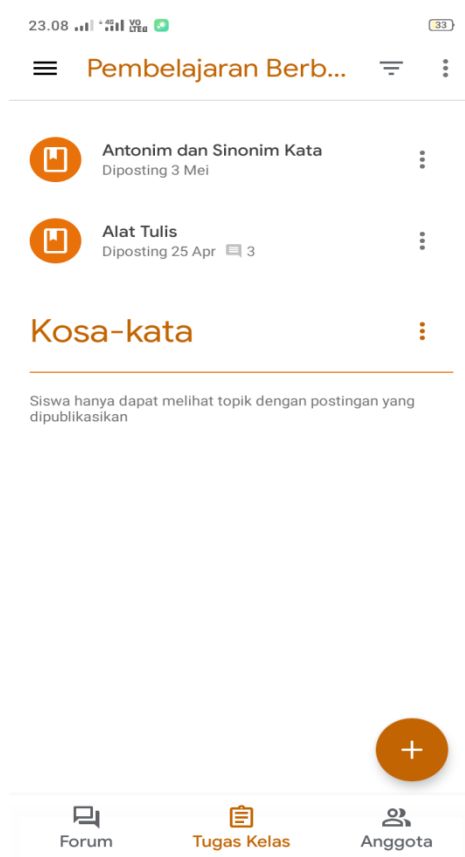 23.08
33
Pembelajaran Berb...
Antonim dan Sinonim Kata
Diposting 3 Mei
Alat Tulis
Diposting 25 Apr 3
Kosa-kata
Siswa hanya dapat melihat topik dengan postingan yang
dipublikasikan
Forum
Tugas Kelas
Anggota